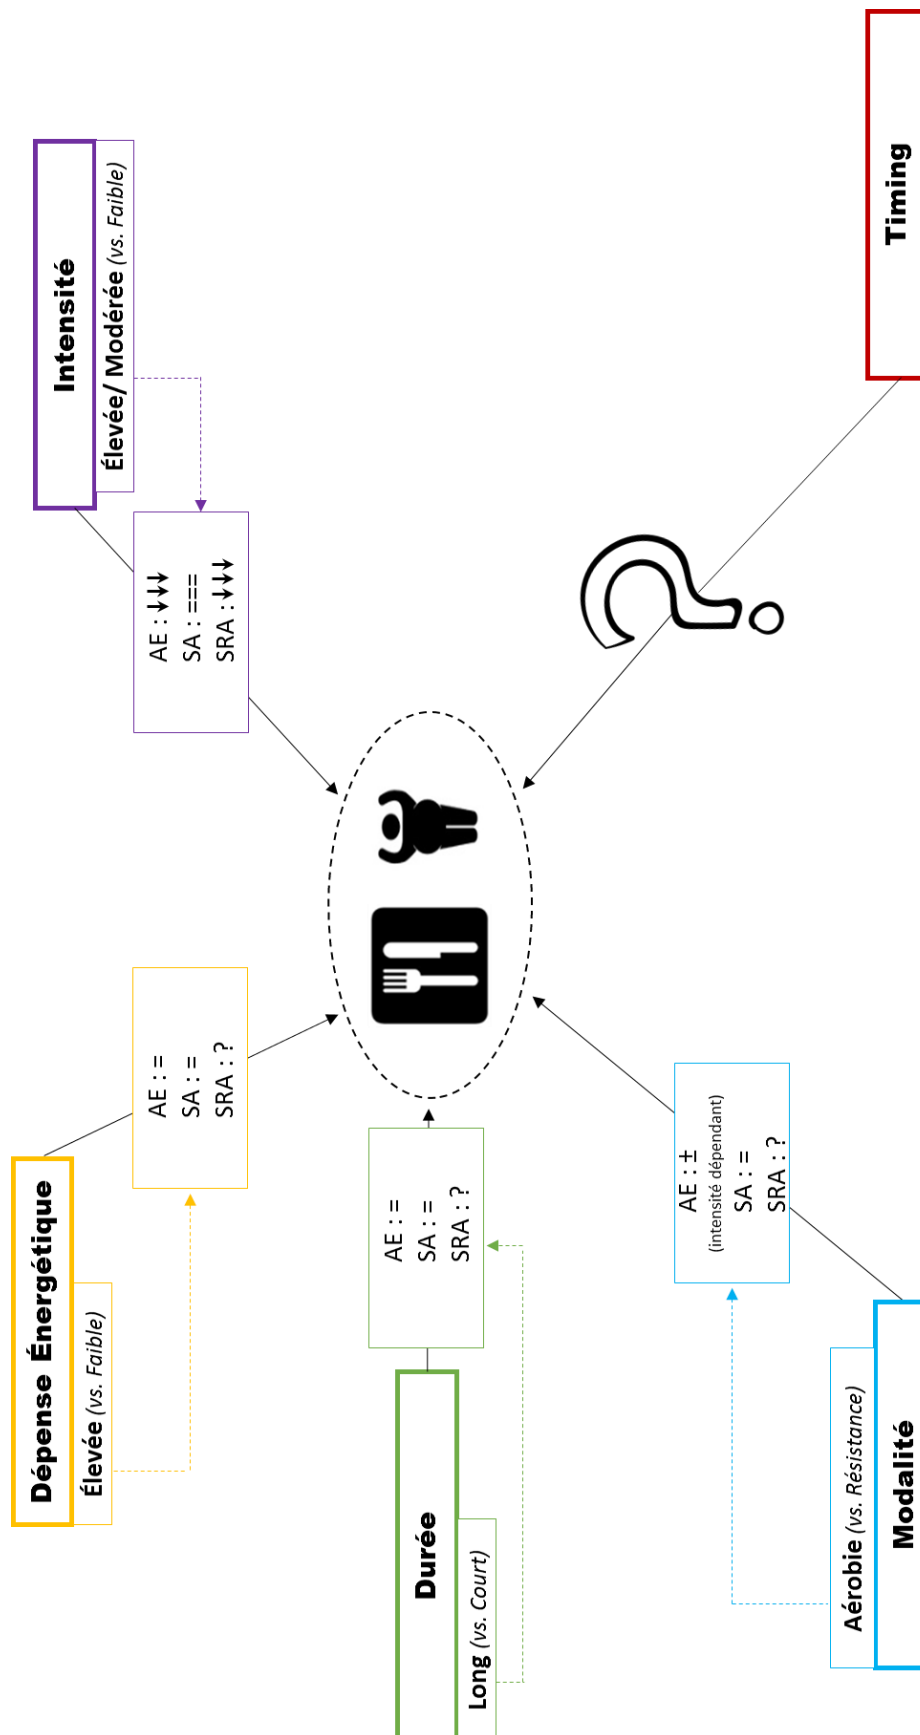 Dépense Énergétique
Élevée (vs. Faible)
AE : =
SA : =
SRA : ?
Intensité
Élevée/ Modérée (vs. Faible)
AE : ↓↓↓
SA : ===
SRA : ↓↓↓
Durée
Long (vs. Court)
AE : =
SA : =
SRA : ?
Aérobie (vs. Résistance)
Modalité
AE : ±
(intensité dépendant)
SA : =
SRA : ?
Timing
?